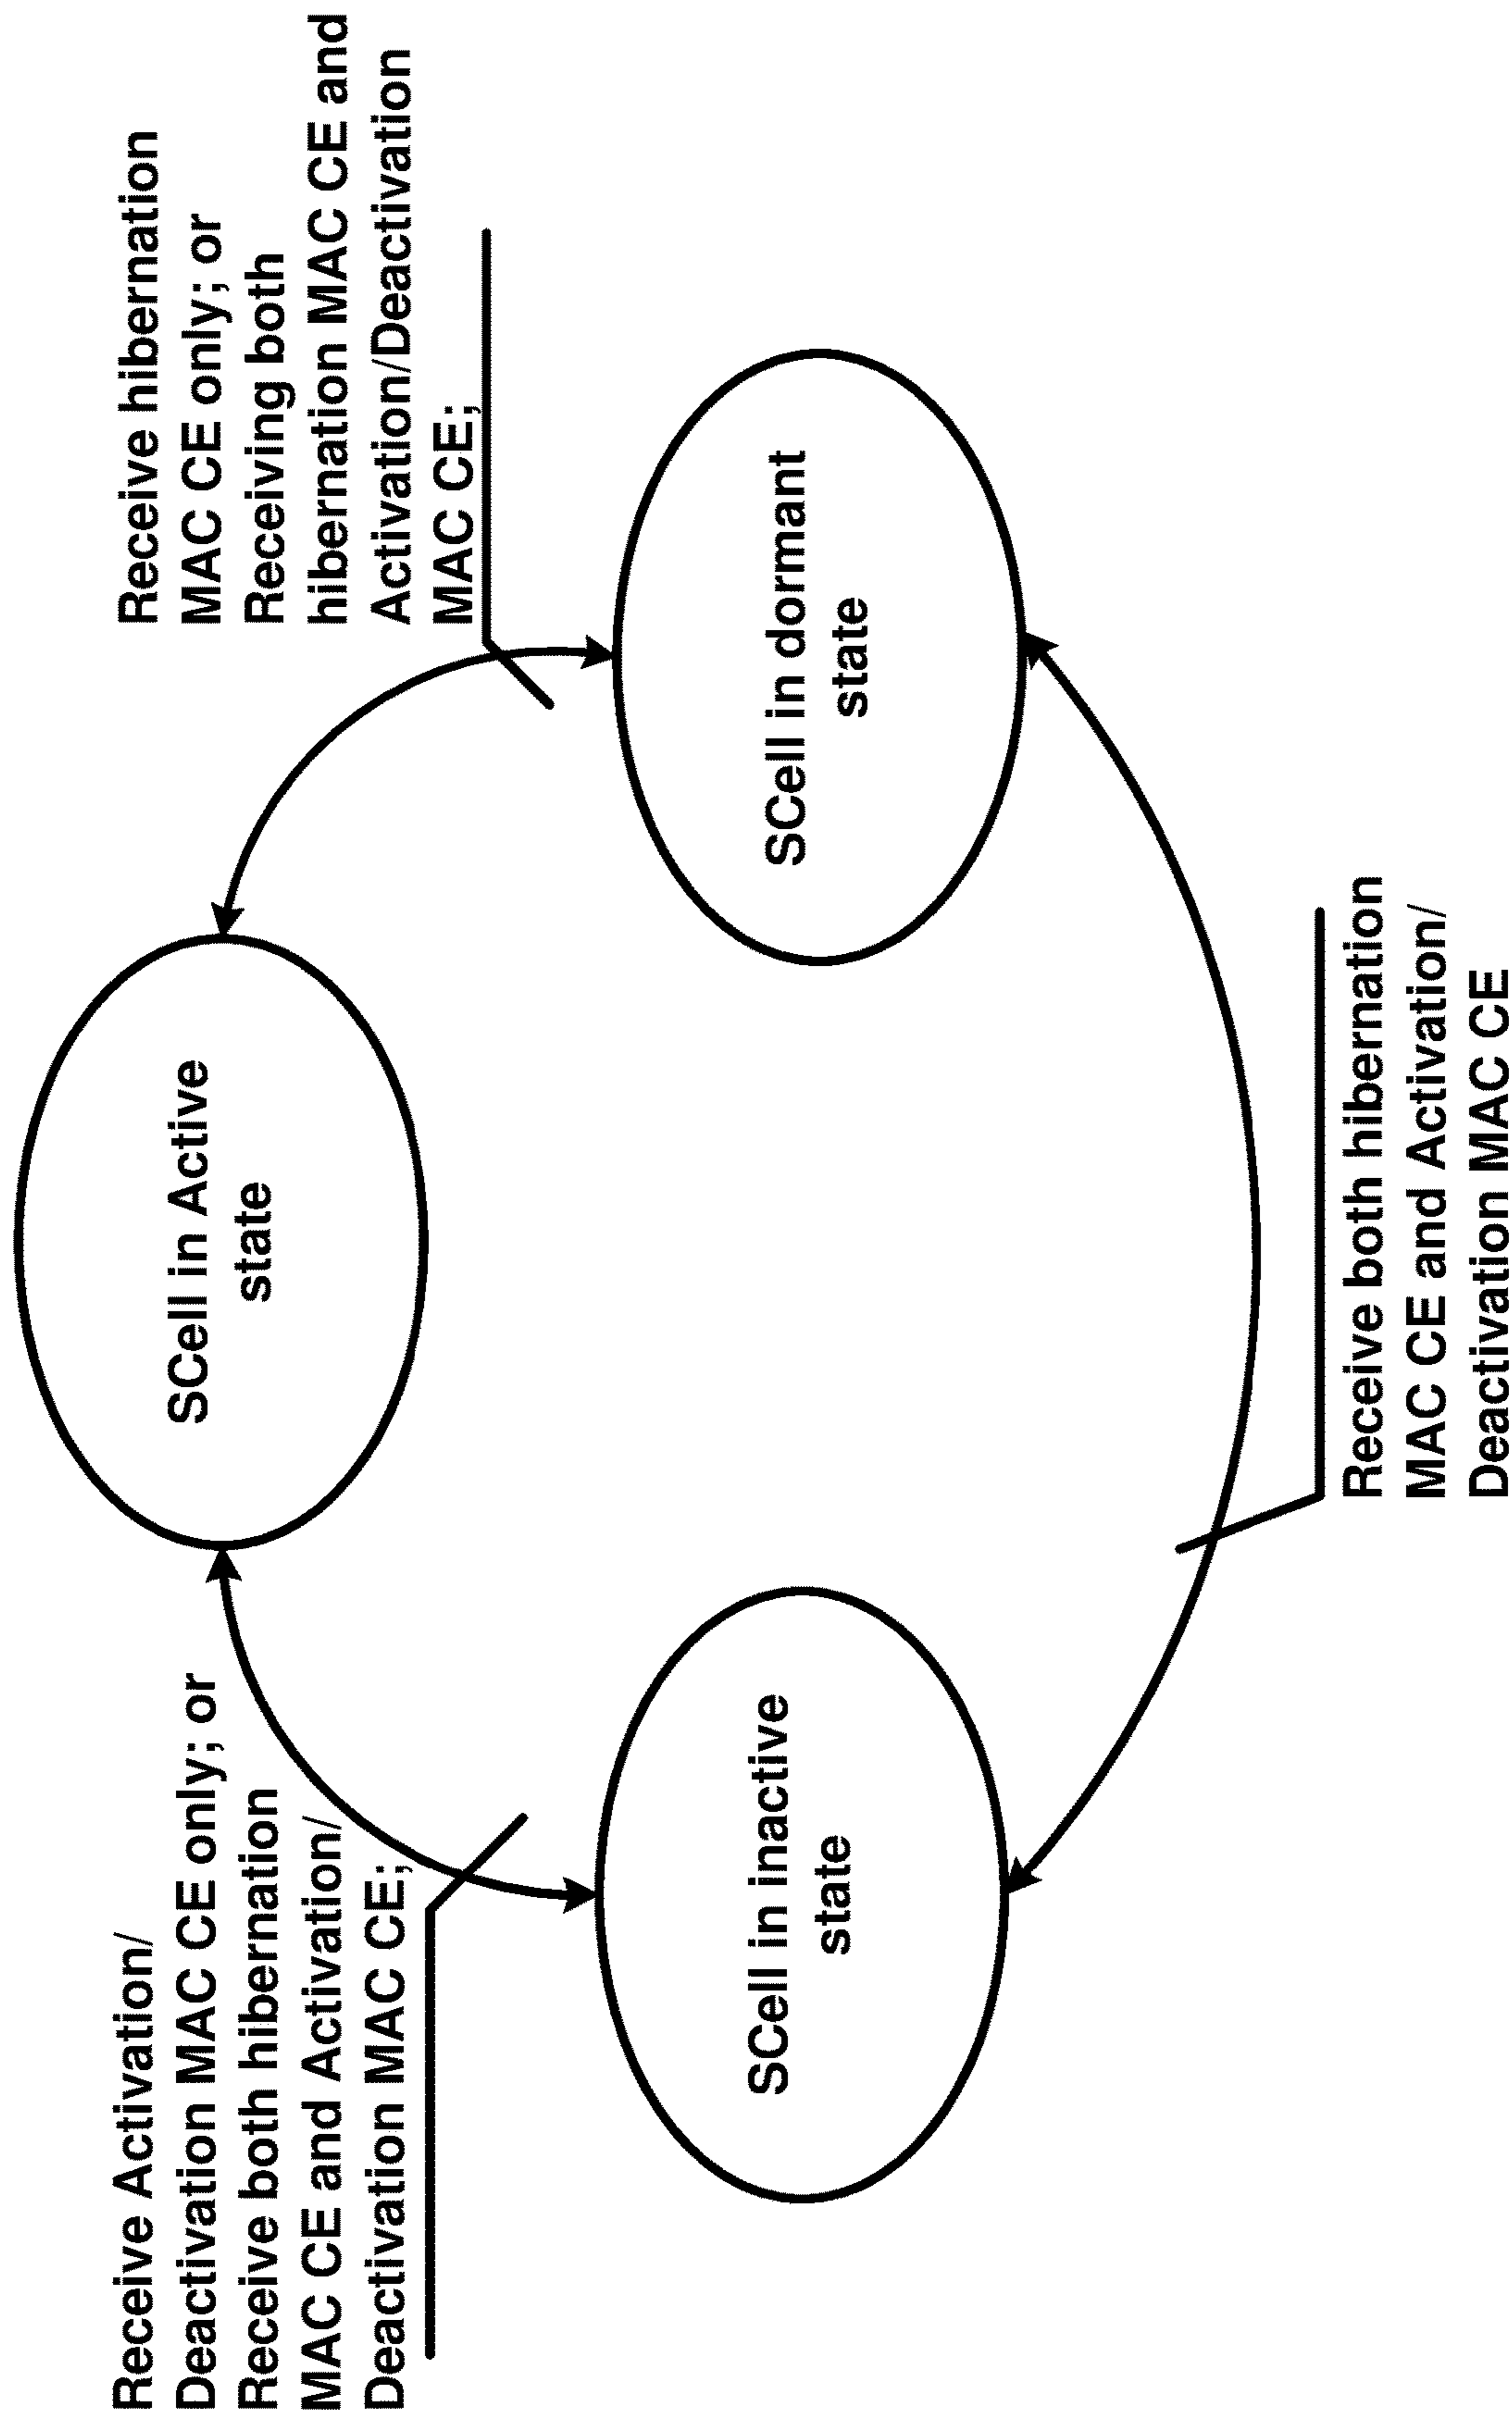 Receive Activation/
Deactivation MAC CE only; or
Receive both hibernation
MAC CE and Activation/
Deactivation MAC CE;
SCell in Active
state
Receive hibernation
MAC CE only; or
Receiving both
hibernation MAC CE and
Activation/Deactivation
MAC CE;
SCell in inactive
state
SCell in dormant
state
Receive both hibernation
MAC CE and Activation/
Deactivation MAC CE